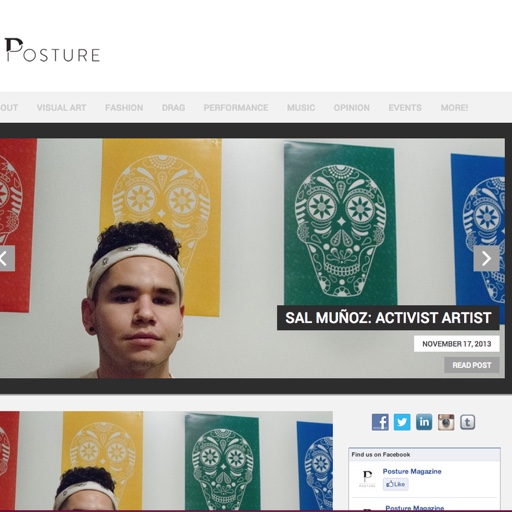 POSTURE
OUT VISUAL ART FASHION DRAG PERFORMANCE MUSIC OPINION EVENTS MORE!
SAL MUÑOZ: ACTIVIST ARTIST
NOVEMBER 17, 2013
READ POST
Find us on Facebook
Posture Magazine
Like
POSTURE
Posture Magazine